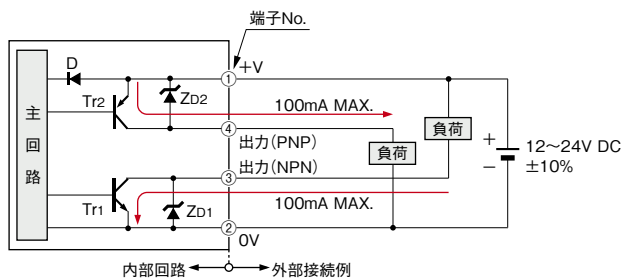 端子No.
D
+V
①
Tr2
ZD2
100mA MAX.
主回路
④
出力(PNP)
負荷
負荷
+
−
12〜24V DC
±10%
出力(NPN)
③
Tr1
ZD1
100mA MAX.
②
0V
内部回路
外部接続例